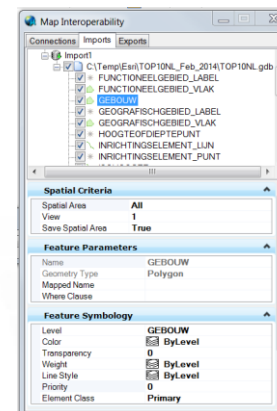 Map Interoperability
Connections Imports Exports
Import1
C:\Temp\Esri\TOP10NL_Feb_2014\TOP10NL.gdb
FUNCTIONEELGEBIED_LABEL
FUNCTIONEELGEBIED_VLAK
GEBOUW
GEOGRAFISCHGEBIED_LABEL
GEOGRAFISCHGEBIED_VLAK
HOOGTEOFDIEPTEPUNT
INRICHTINGSELEMENT_LIJN
INRICHTINGSELEMENT_PUNT
Spatial Criteria
Spatial Area All
View 1
Save Spatial Area True
Feature Parameters
Name GEBOUW
Geometry Type Polygon
Mapped Name
Where Clause
Feature Symbology
Level GEBOUW
Color ByLevel
Transparency 0
Weight ByLevel
Line Style ByLevel
Priority 0
Element Class Primary